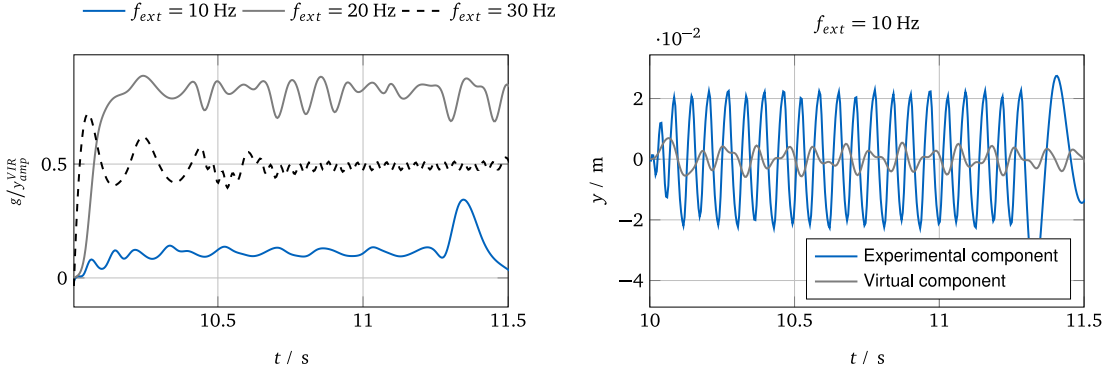 f_ext = 10 Hz f_ext = 20 Hz f_ext = 30 Hz
0.5
0
g/y_amp^VIR
10.5 11 11.5
t / s
f_ext = 10 Hz
·10⁻²
2
0
−2
−4
y / m
Experimental component
Virtual component
10 10.5 11 11.5
t / s